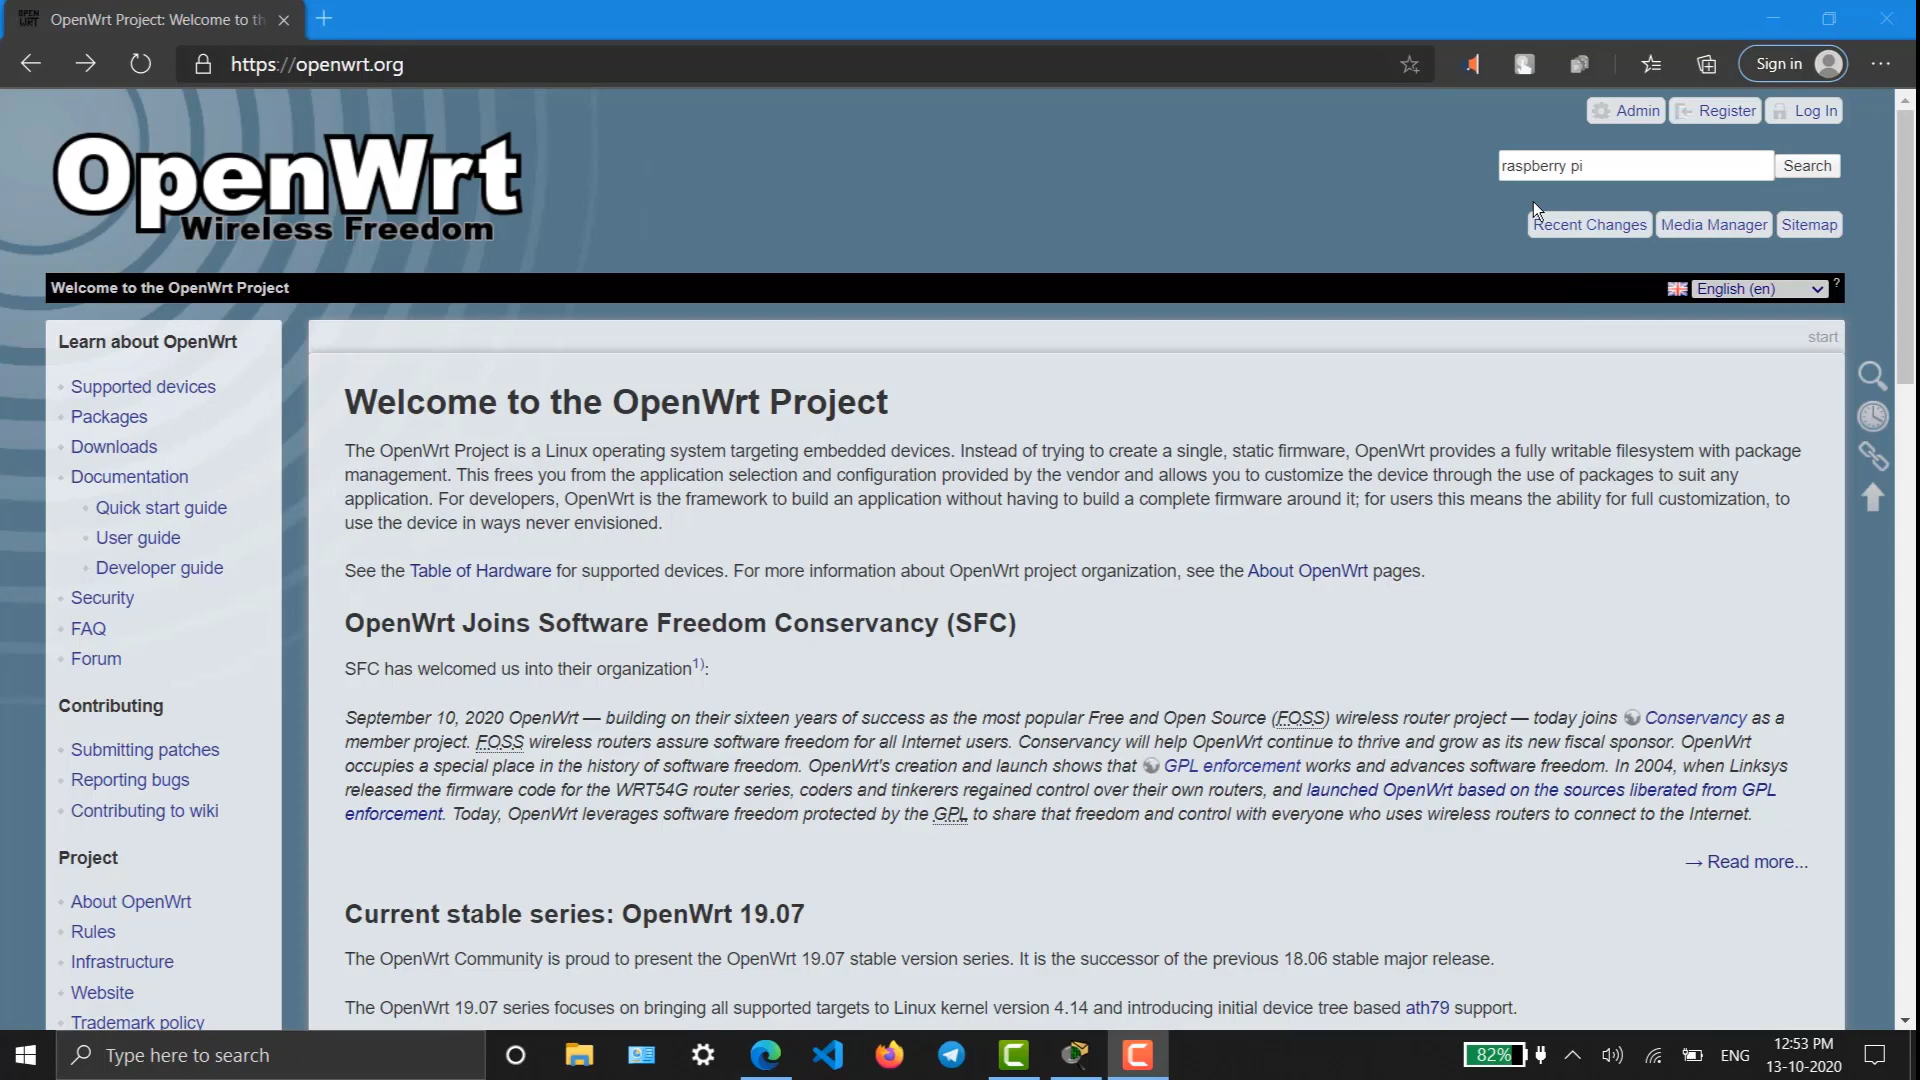 OpenWrt Project: Welcome to th
https://openwrt.org
Sign in
Admin
Register
Log In
OpenWrt
Wireless Freedom
raspberry pi
Search
Recent Changes
Media Manager
Sitemap
Welcome to the OpenWrt Project
English (en)
?
Learn about OpenWrt
Supported devices
Packages
Downloads
Documentation
Quick start guide
User guide
Developer guide
Security
FAQ
Forum
Contributing
Submitting patches
Reporting bugs
Contributing to wiki
Project
About OpenWrt
Rules
Infrastructure
Website
Trademark policy
start
Welcome to the OpenWrt Project
The OpenWrt Project is a Linux operating system targeting embedded devices. Instead of trying to create a single, static firmware, OpenWrt provides a fully writable filesystem with package
management. This frees you from the application selection and configuration provided by the vendor and allows you to customize the device through the use of packages to suit any
application. For developers, OpenWrt is the framework to build an application without having to build a complete firmware around it; for users this means the ability for full customization, to
use the device in ways never envisioned.
See the Table of Hardware for supported devices. For more information about OpenWrt project organization, see the About OpenWrt pages.
OpenWrt Joins Software Freedom Conservancy (SFC)
SFC has welcomed us into their organization1):
September 10, 2020 OpenWrt — building on their sixteen years of success as the most popular Free and Open Source (FOSS) wireless router project — today joins Conservancy as a
member project. FOSS wireless routers assure software freedom for all Internet users. Conservancy will help OpenWrt continue to thrive and grow as its new fiscal sponsor. OpenWrt
occupies a special place in the history of software freedom. OpenWrt's creation and launch shows that GPL enforcement works and advances software freedom. In 2004, when Linksys
released the firmware code for the WRT54G router series, coders and tinkerers regained control over their own routers, and launched OpenWrt based on the sources liberated from GPL
enforcement. Today, OpenWrt leverages software freedom protected by the GPL to share that freedom and control with everyone who uses wireless routers to connect to the Internet.
→ Read more...
Current stable series: OpenWrt 19.07
The OpenWrt Community is proud to present the OpenWrt 19.07 stable version series. It is the successor of the previous 18.06 stable major release.
The OpenWrt 19.07 series focuses on bringing all supported targets to Linux kernel version 4.14 and introducing initial device tree based ath79 support.
Type here to search
82%
ENG
12:53 PM
13-10-2020